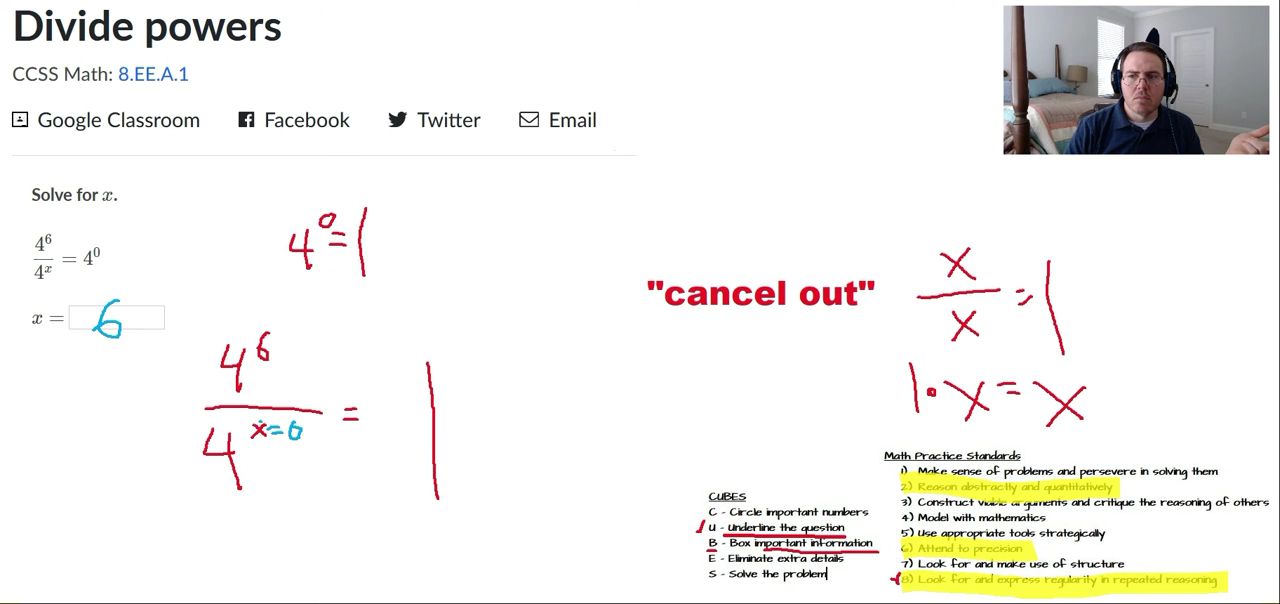 Divide powers
CCSS Math: 8.EE.A.1
Google Classroom Facebook Twitter Email
Solve for x.
4^6/4^x = 4^0
x = 6
4^0 = 1
4^6/4^x=6 = 1
"cancel out"
x/x = 1
1 · x = x
CUBES
C - Circle important numbers
U - Underline the question
B - Box important information
E - Eliminate extra details
S - Solve the problem
Math Practice Standards
1) Make sense of problems and persevere in solving them
2) Reason abstractly and quantitatively
3) Construct viable arguments and critique the reasoning of others
4) Model with mathematics
5) Use appropriate tools strategically
6) Attend to precision
7) Look for and make use of structure
8) Look for and express regularity in repeated reasoning